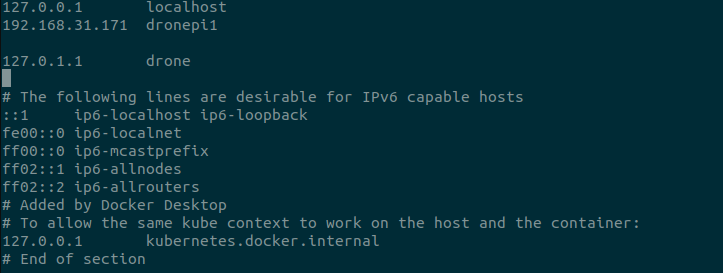 127.0.0.1       localhost
192.168.31.171  dronepi1
127.0.1.1       drone
# The following lines are desirable for IPv6 capable hosts
::1     ip6-localhost ip6-loopback
fe00::0 ip6-localnet
ff00::0 ip6-mcastprefix
ff02::1 ip6-allnodes
ff02::2 ip6-allrouters
# Added by Docker Desktop
# To allow the same kube context to work on the host and the container:
127.0.0.1       kubernetes.docker.internal
# End of section